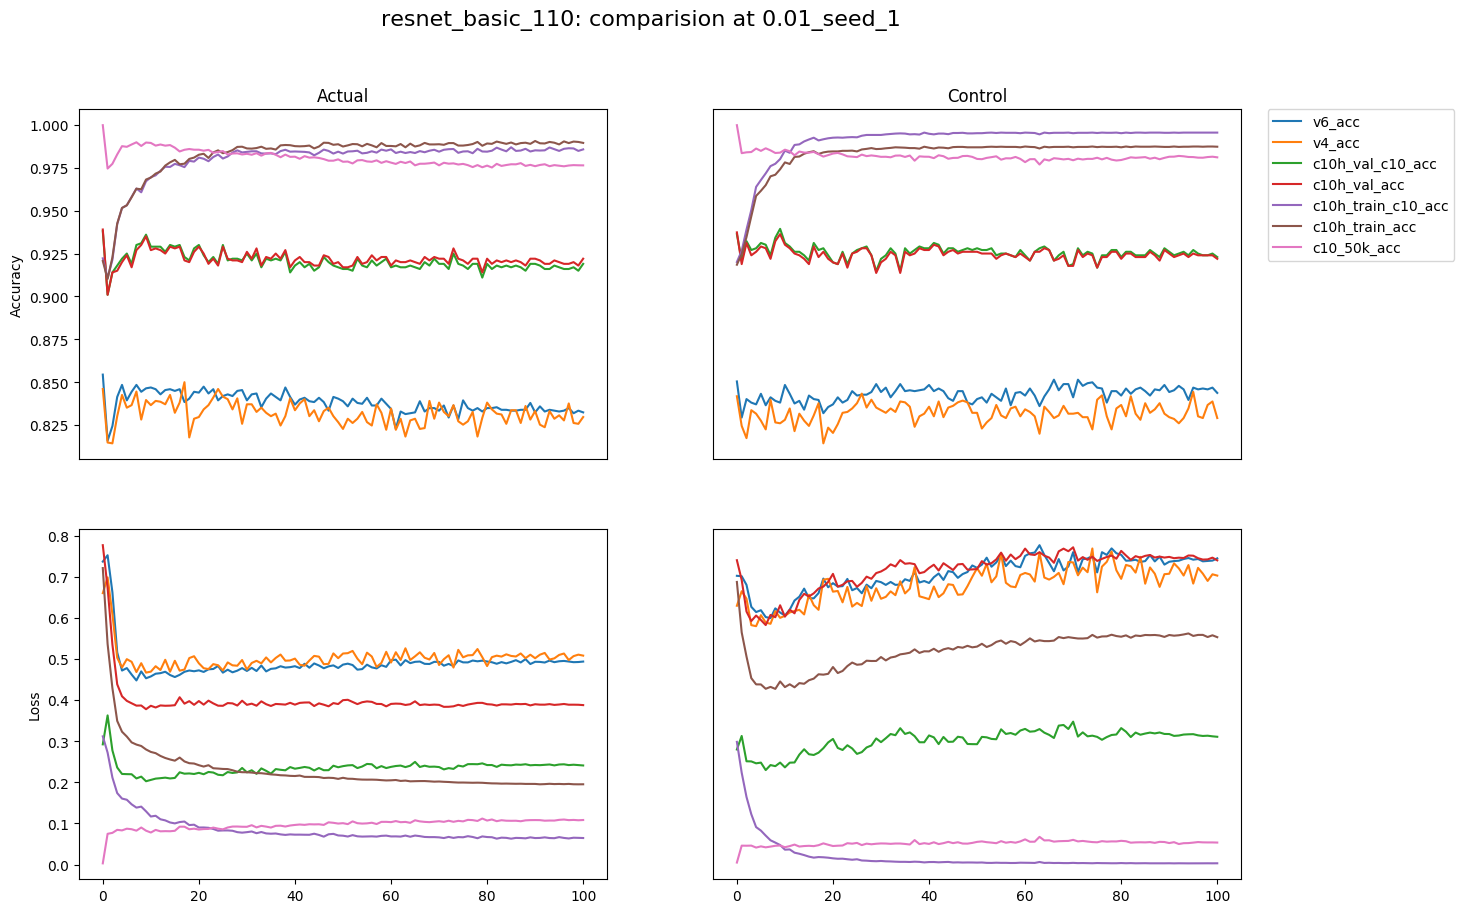 resnet_basic_110: comparision at 0.01_seed_1
Actual
Control
1.000
0.975
0.950
0.925
0.900
0.875
0.850
0.825
Accuracy
v6_acc
v4_acc
c10h_val_c10_acc
c10h_val_acc
c10h_train_c10_acc
c10h_train_acc
c10_50k_acc
0.8
0.7
0.6
0.5
0.4
0.3
0.2
0.1
0.0
Loss
0 20 40 60 80 100
0 20 40 60 80 100